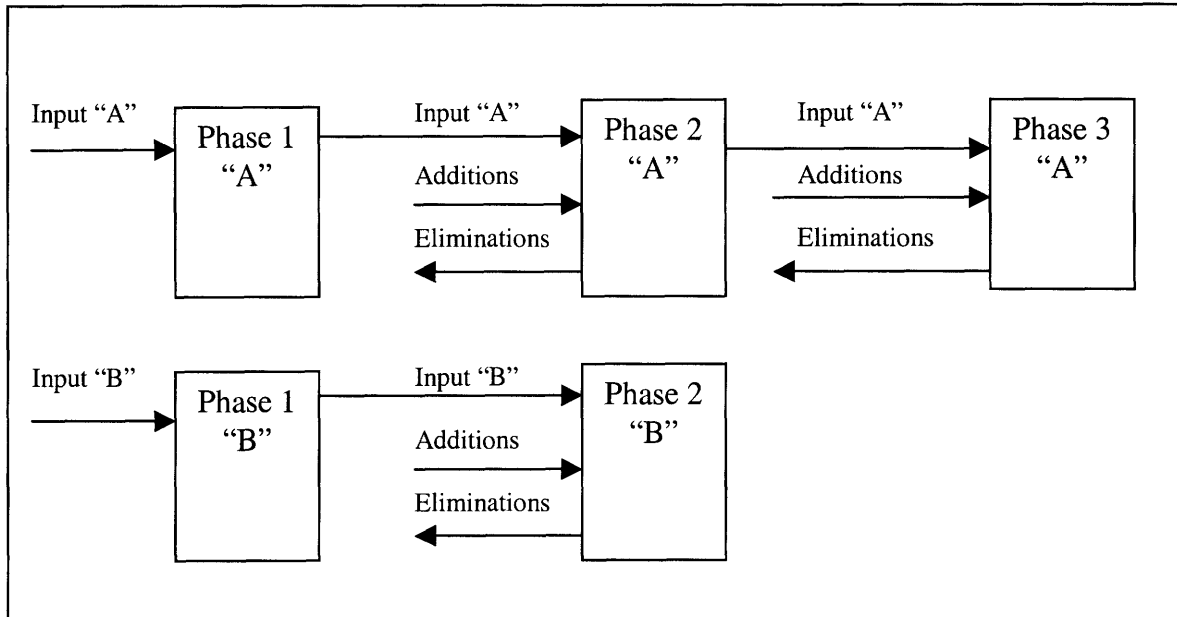 Input “A”
Phase 1
“A”
Input “A”
Additions
Eliminations
Phase 2
“A”
Input “A”
Additions
Eliminations
Phase 3
“A”
Input “B”
Phase 1
“B”
Input “B”
Additions
Eliminations
Phase 2
“B”